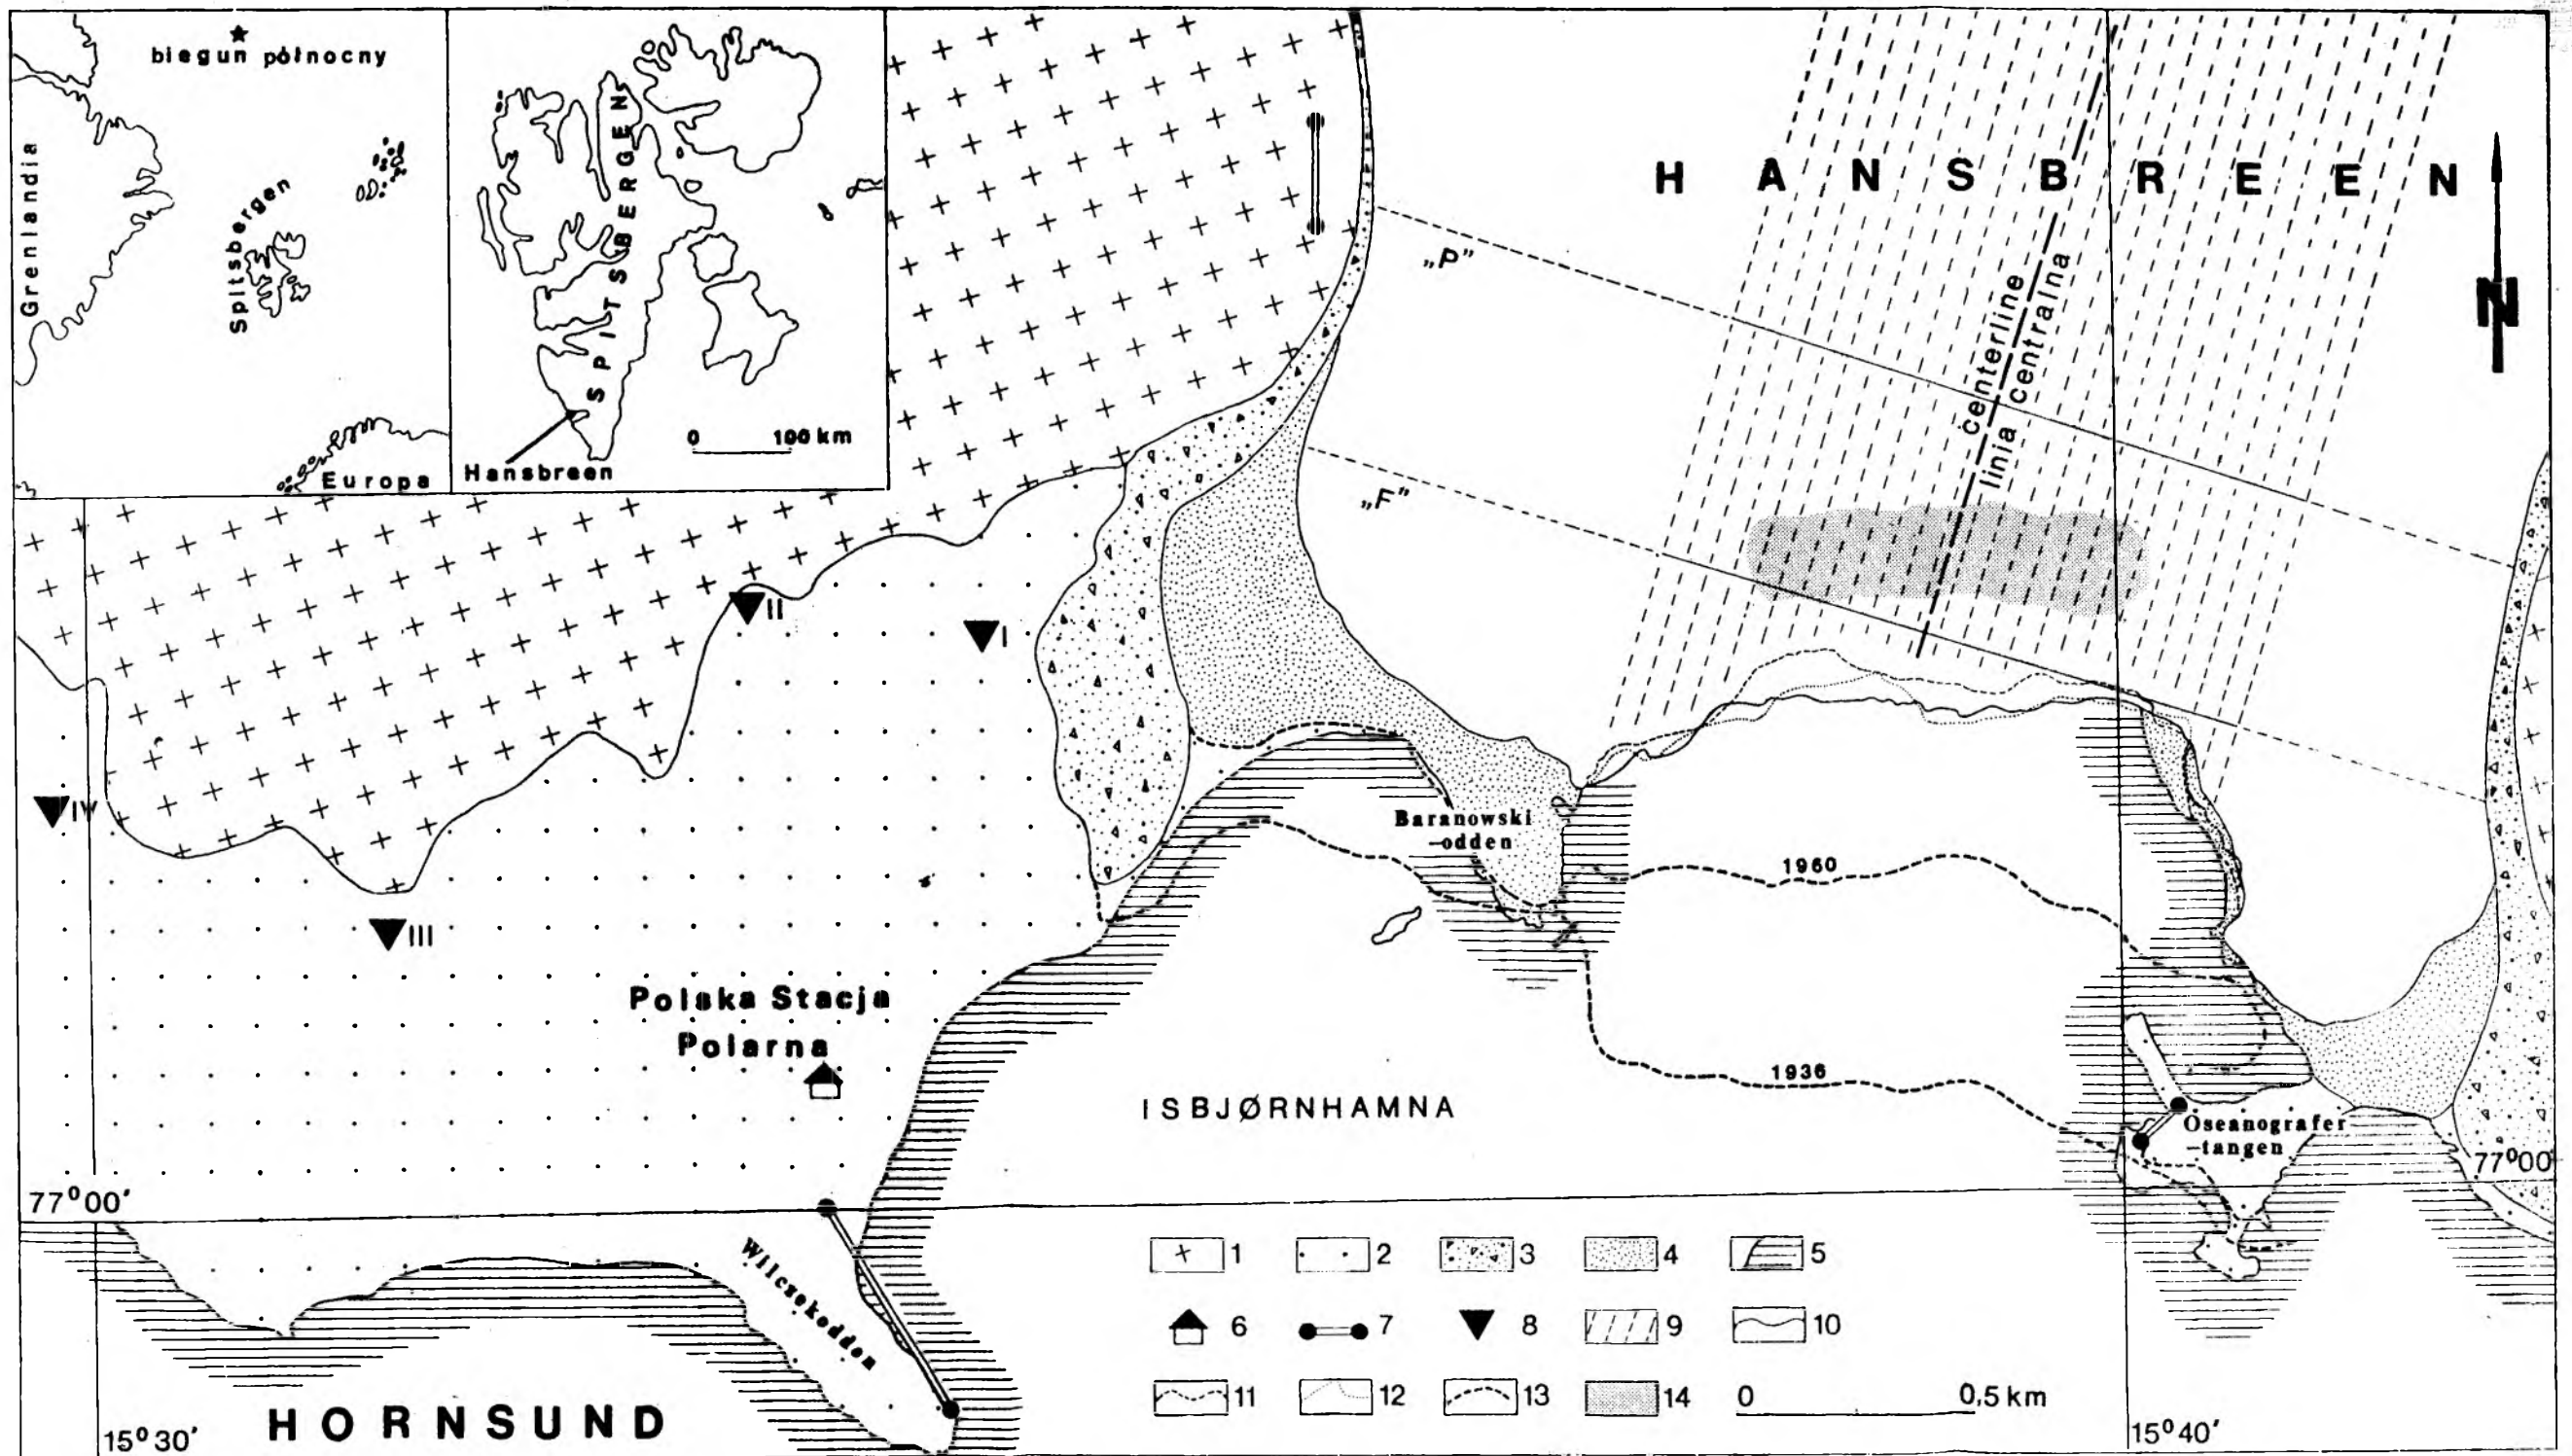 biegun północny
Grenlandia
Spitsbergen
Europa
SPITSBERGEN
0 100 km
Hansbreen
HANSBREEN
N
„P”
„F”
centerline
linia centralna
II
I
IV
III
Baranowski
-odden
1960
1936
Polska Stacja
Polarna
ISBJØRNHAMNA
Oseanografer
-tangen
77°00′
77°00′
Wilczekodden
HORNSUND
15°30′
15°40′
1 2 3 4 5
6 7 8 9 10
11 12 13 14
0 0,5 km